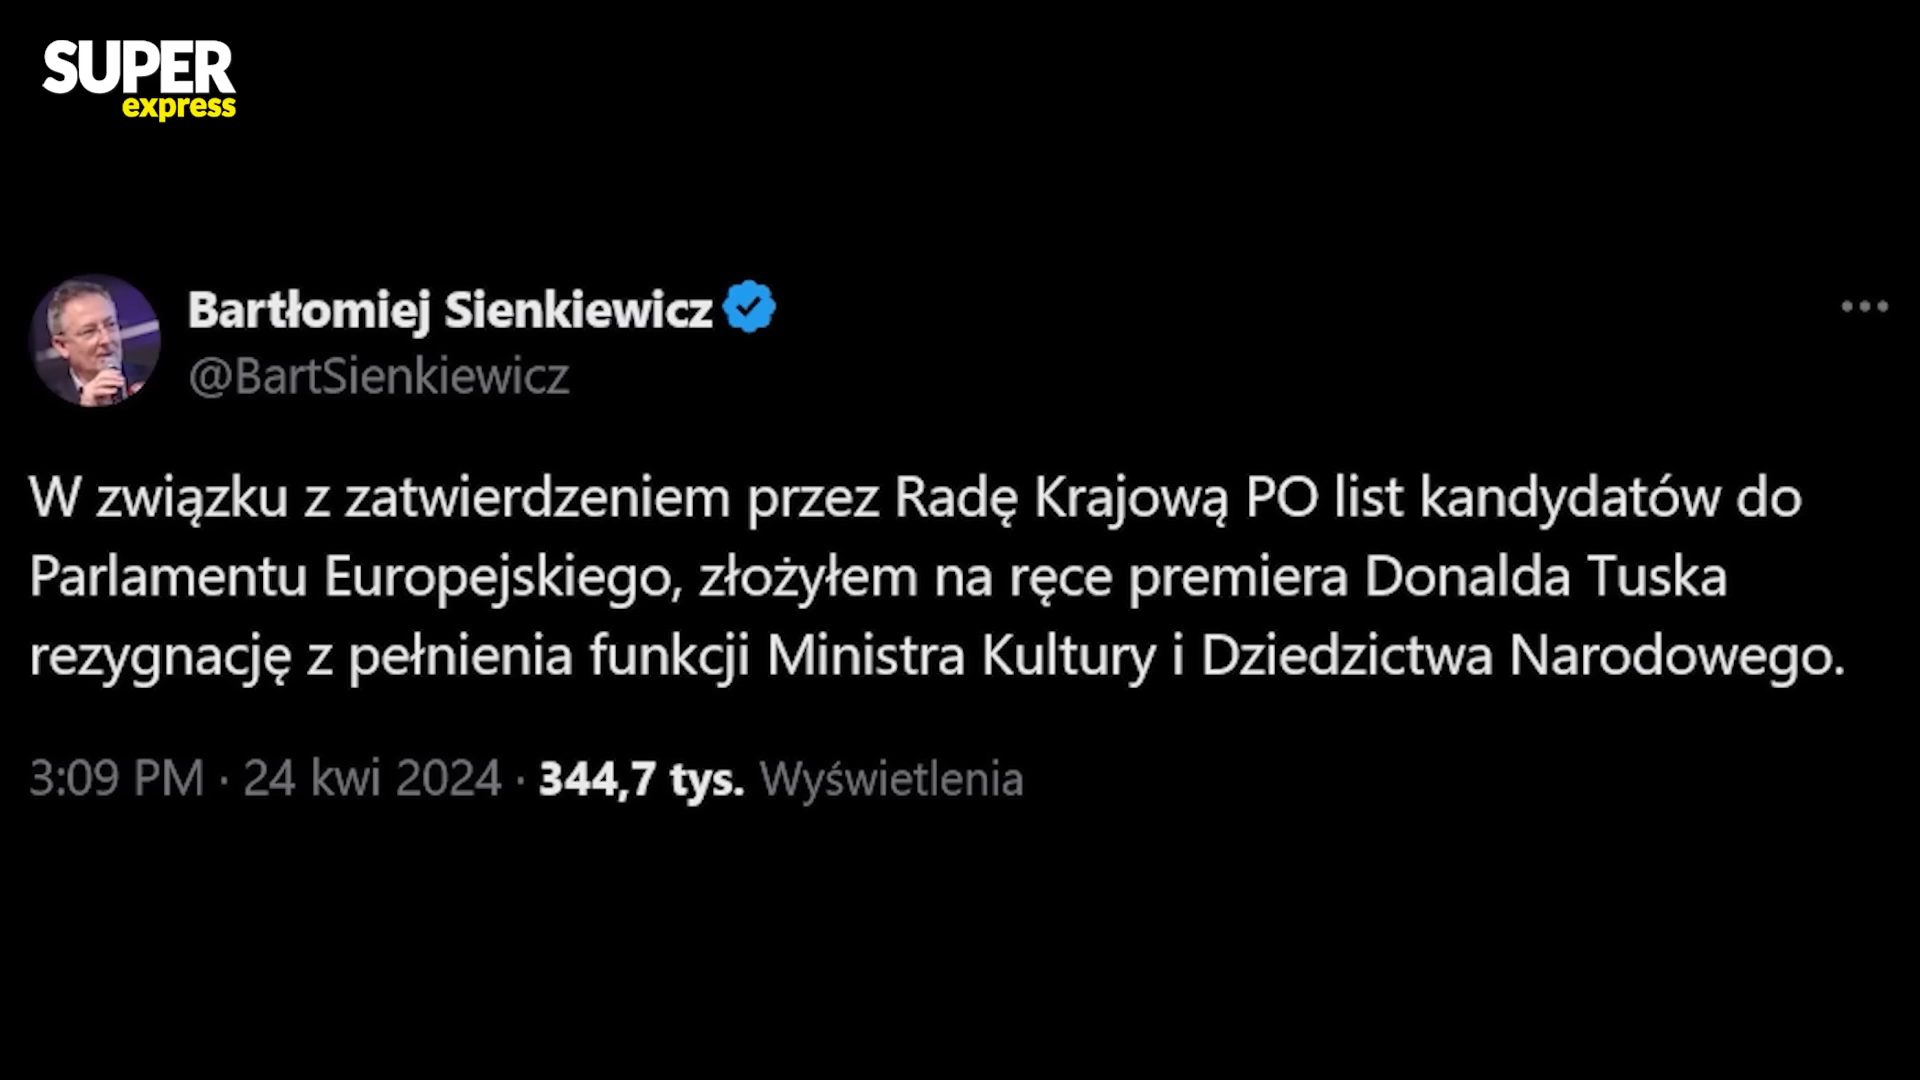 SUPER
express
Bartłomiej Sienkiewicz
@BartSienkiewicz
W związku z zatwierdzeniem przez Radę Krajową PO list kandydatów do
Parlamentu Europejskiego, złożyłem na ręce premiera Donalda Tuska
rezygnację z pełnienia funkcji Ministra Kultury i Dziedzictwa Narodowego.
3:09 PM · 24 kwi 2024 · 344,7 tys. Wyświetlenia